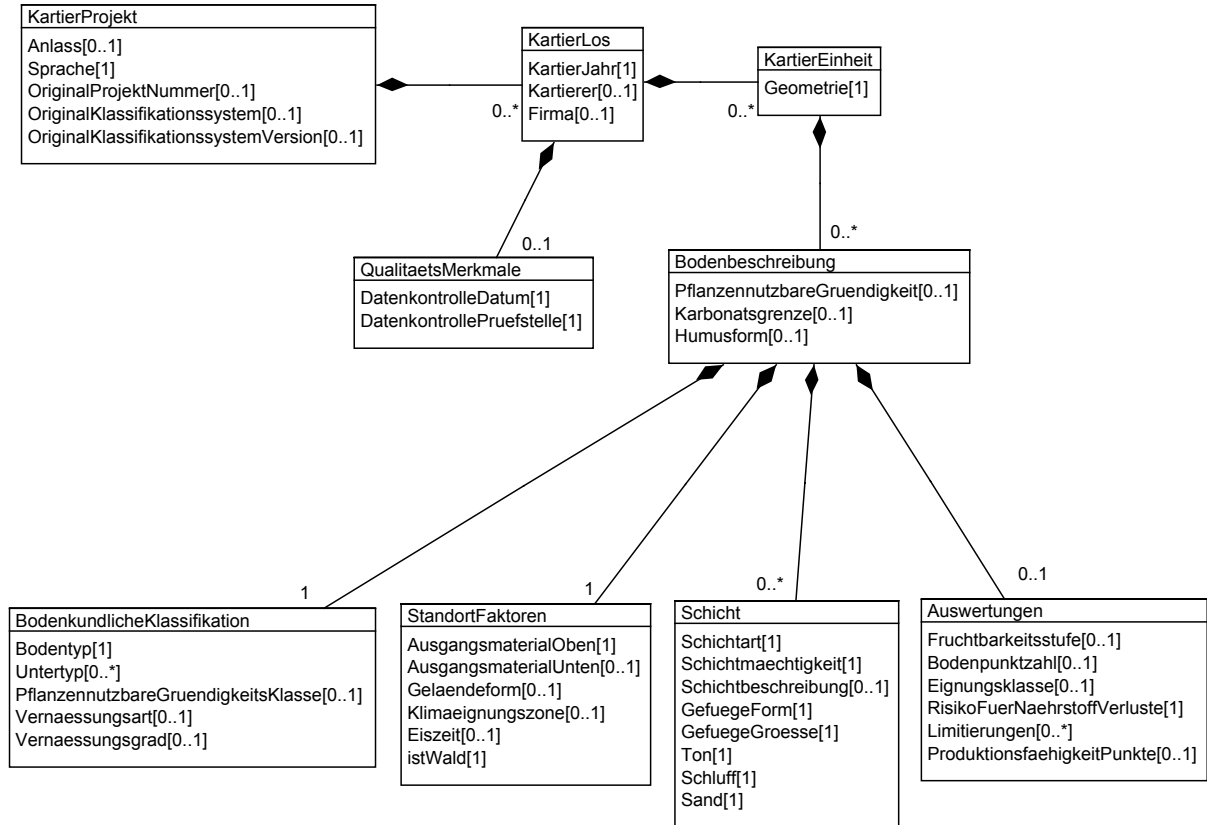 KartierProjekt
Anlass[0..1]
Sprache[1]
OriginalProjektNummer[0..1]
OriginalKlassifikationssystem[0..1]
OriginalKlassifikationssystemVersion[0..1]
0..*
KartierLos
KartierJahr[1]
Kartierer[0..1]
Firma[0..1]
0..*
KartierEinheit
Geometrie[1]
0..1
QualitaetsMerkmale
DatenkontrolleDatum[1]
DatenkontrollePruefstelle[1]
0..*
Bodenbeschreibung
PflanzennutzbareGruendigkeit[0..1]
Karbonatsgrenze[0..1]
Humusform[0..1]
1
BodenkundlicheKlassifikation
Bodentyp[1]
Untertyp[0..*]
PflanzennutzbareGruendigkeitsKlasse[0..1]
Vernaessungsart[0..1]
Vernaessungsgrad[0..1]
1
StandortFaktoren
AusgangsmaterialOben[1]
AusgangsmaterialUnten[0..1]
Gelaendeform[0..1]
Klimaeignungszone[0..1]
Eiszeit[0..1]
istWald[1]
0..*
Schicht
Schichtart[1]
Schichtmaechtigkeit[1]
Schichtbeschreibung[0..1]
GefuegeForm[1]
GefuegeGroesse[1]
Ton[1]
Schluff[1]
Sand[1]
0..1
Auswertungen
Fruchtbarkeitsstufe[0..1]
Bodenpunktzahl[0..1]
Eignungsklasse[0..1]
RisikoFuerNaehrstoffVerluste[1]
Limitierungen[0..*]
ProduktionsfaehigkeitPunkte[0..1]